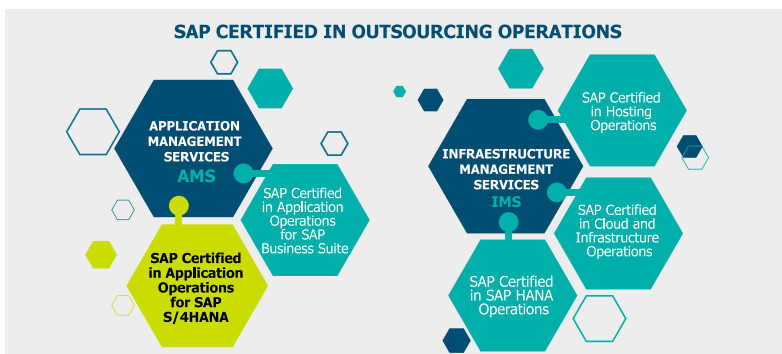 SAP CERTIFIED IN OUTSOURCING OPERATIONS
APPLICATION
MANAGEMENT
SERVICES
AMS
SAP Certified
in Application
Operations
for SAP
Business Suite
SAP Certified
in Application
Operations
for SAP
S/4HANA
INFRAESTRUCTURE
MANAGEMENT
SERVICES
IMS
SAP Certified
in Hosting
Operations
SAP Certified
in Cloud and
Infrastructure
Operations
SAP Certified
in SAP HANA
Operations